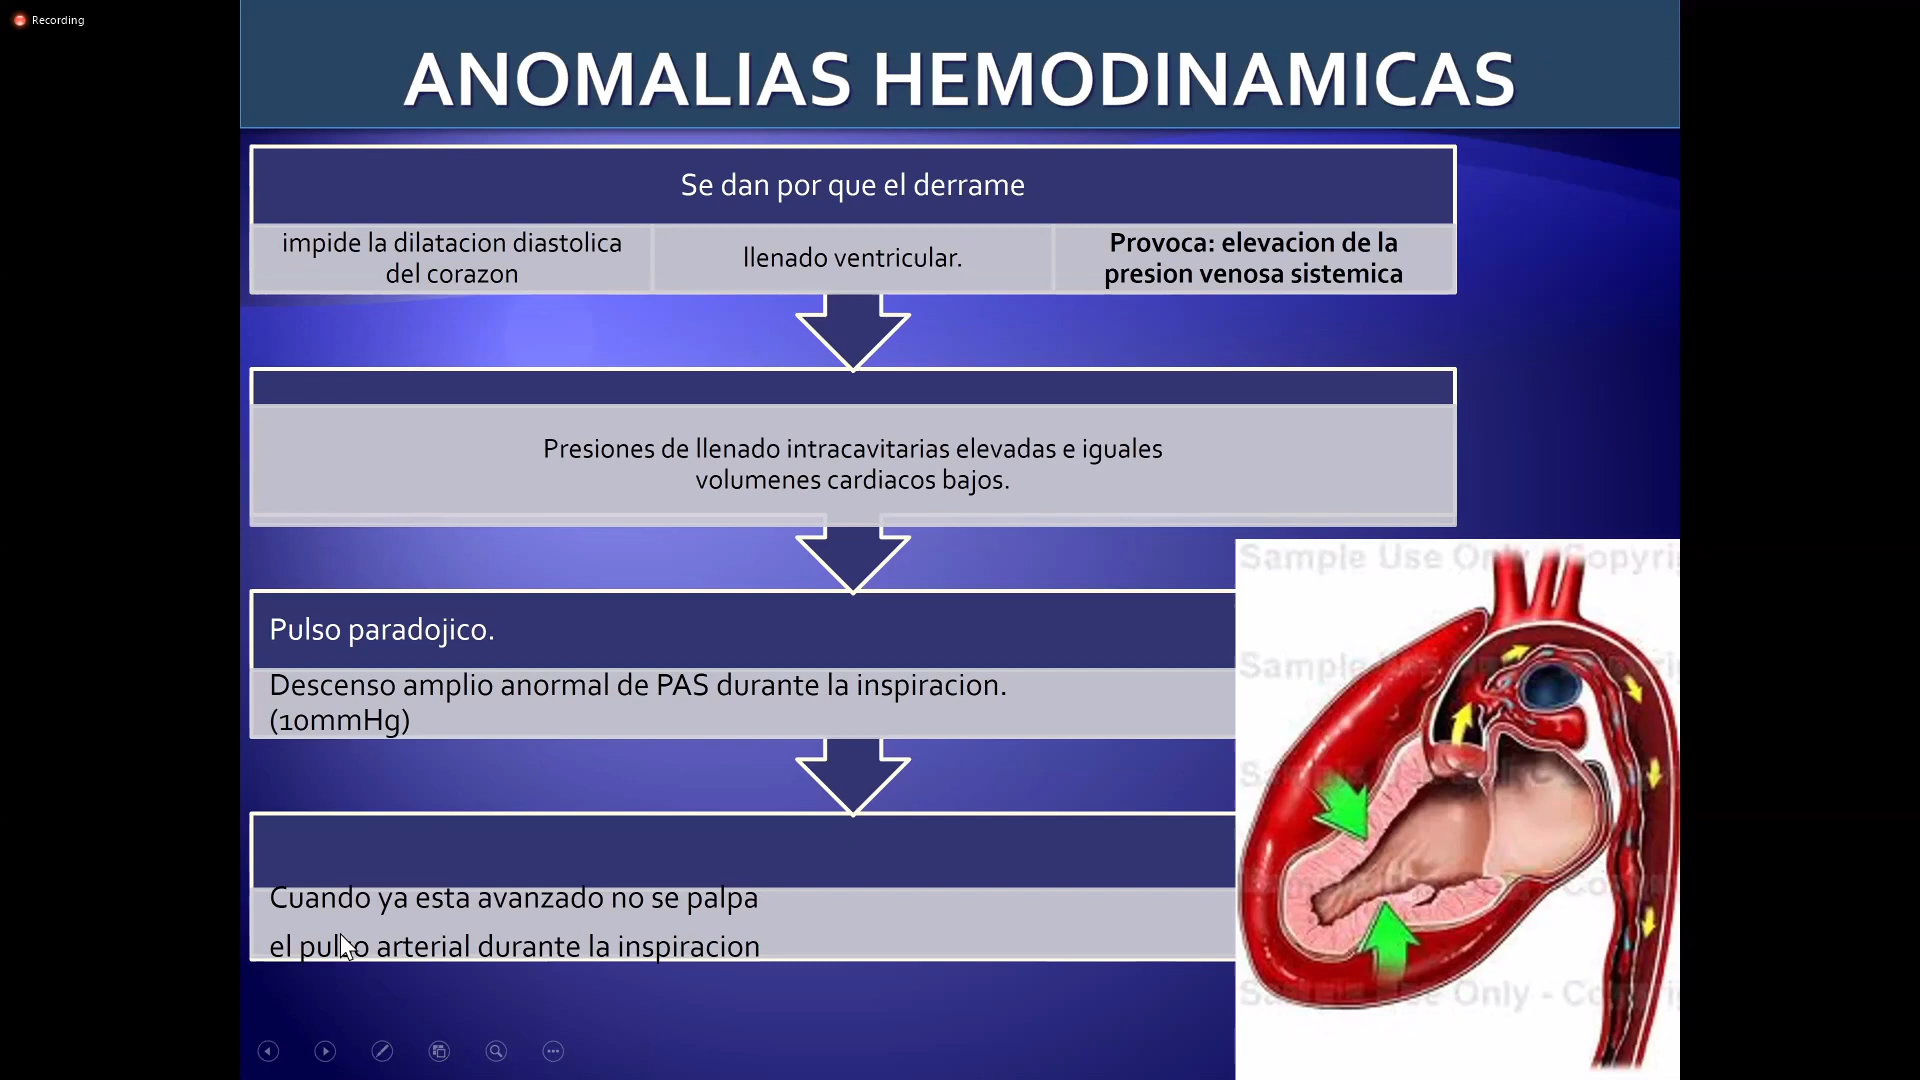 Recording
ANOMALIAS HEMODINAMICAS
Se dan por que el derrame
impide la dilatacion diastolica
del corazon
llenado ventricular.
Provoca: elevacion de la
presion venosa sistemica
Presiones de llenado intracavitarias elevadas e iguales
volumenes cardiacos bajos.
Pulso paradojico.
Descenso amplio anormal de PAS durante la inspiracion.
(10mmHg)
Cuando ya esta avanzado no se palpa
el pulso arterial durante la inspiracion
Sample Use Only - Copyri
Sample
Use Only - Co